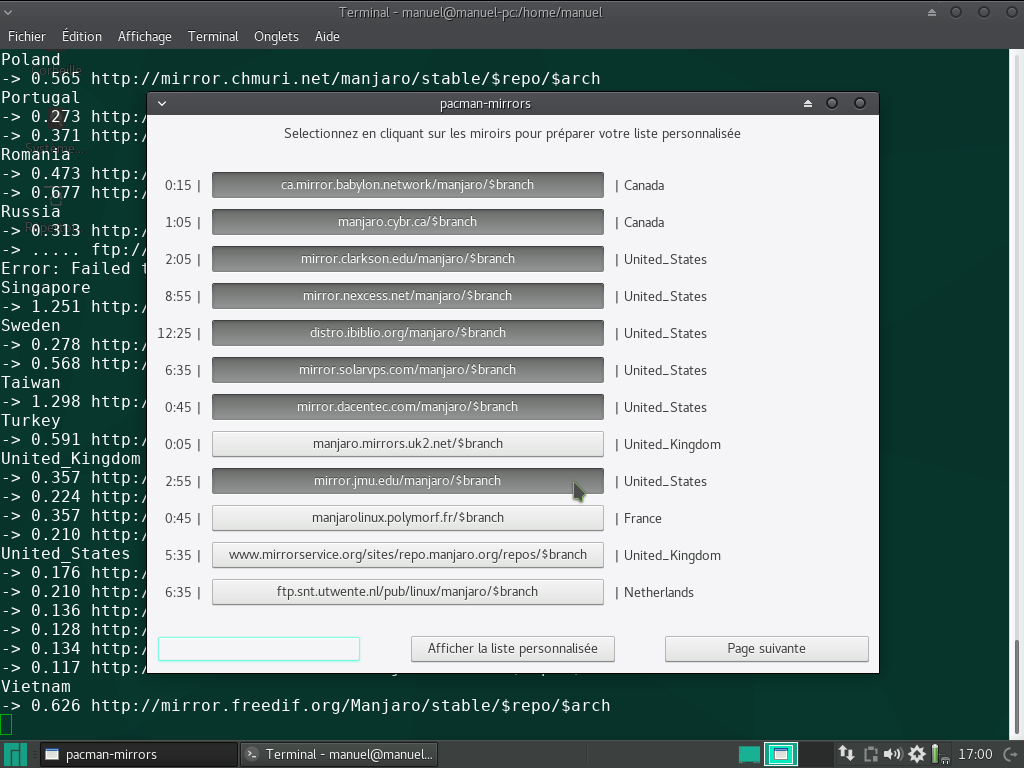 Terminal - manuel@manuel-pc:/home/manuel
Fichier Édition Affichage Terminal Onglets Aide
Poland
-> 0.565 http://mirror.chmuri.net/manjaro/stable/$repo/$arch
Portugal
-> 0.273 http:/
-> 0.371 http:/
Romania
-> 0.473 http:/
-> 0.677 http:/
Russia
-> 0.313 http:/
-> ..... ftp://
Error: Failed t
Singapore
-> 1.251 http:/
Sweden
-> 0.278 http:/
-> 0.568 http:/
Taiwan
-> 1.298 http:/
Turkey
-> 0.591 http:/
United_Kingdom
-> 0.357 http:/
-> 0.224 http:/
-> 0.357 http:/
-> 0.210 http:/
United_States
-> 0.176 http:/
-> 0.210 http:/
-> 0.136 http:/
-> 0.128 http:/
-> 0.134 http:/
-> 0.117 http:/
Vietnam
-> 0.626 http://mirror.freedif.org/Manjaro/stable/$repo/$arch
pacman-mirrors
Selectionnez en cliquant sur les miroirs pour préparer votre liste personnalisée
0:15 | ca.mirror.babylon.network/manjaro/$branch | Canada
1:05 | manjaro.cybr.ca/$branch | Canada
2:05 | mirror.clarkson.edu/manjaro/$branch | United_States
8:55 | mirror.nexcess.net/manjaro/$branch | United_States
12:25 | distro.ibiblio.org/manjaro/$branch | United_States
6:35 | mirror.solarvps.com/manjaro/$branch | United_States
0:45 | mirror.dacentec.com/manjaro/$branch | United_States
0:05 | manjaro.mirrors.uk2.net/$branch | United_Kingdom
2:55 | mirror.jmu.edu/manjaro/$branch | United_States
0:45 | manjarolinux.polymorf.fr/$branch | France
5:35 | www.mirrorservice.org/sites/repo.manjaro.org/repos/$branch | United_Kingdom
6:35 | ftp.snt.utwente.nl/pub/linux/manjaro/$branch | Netherlands
Afficher la liste personnalisée Page suivante
pacman-mirrors Terminal - manuel@manuel... 17:00